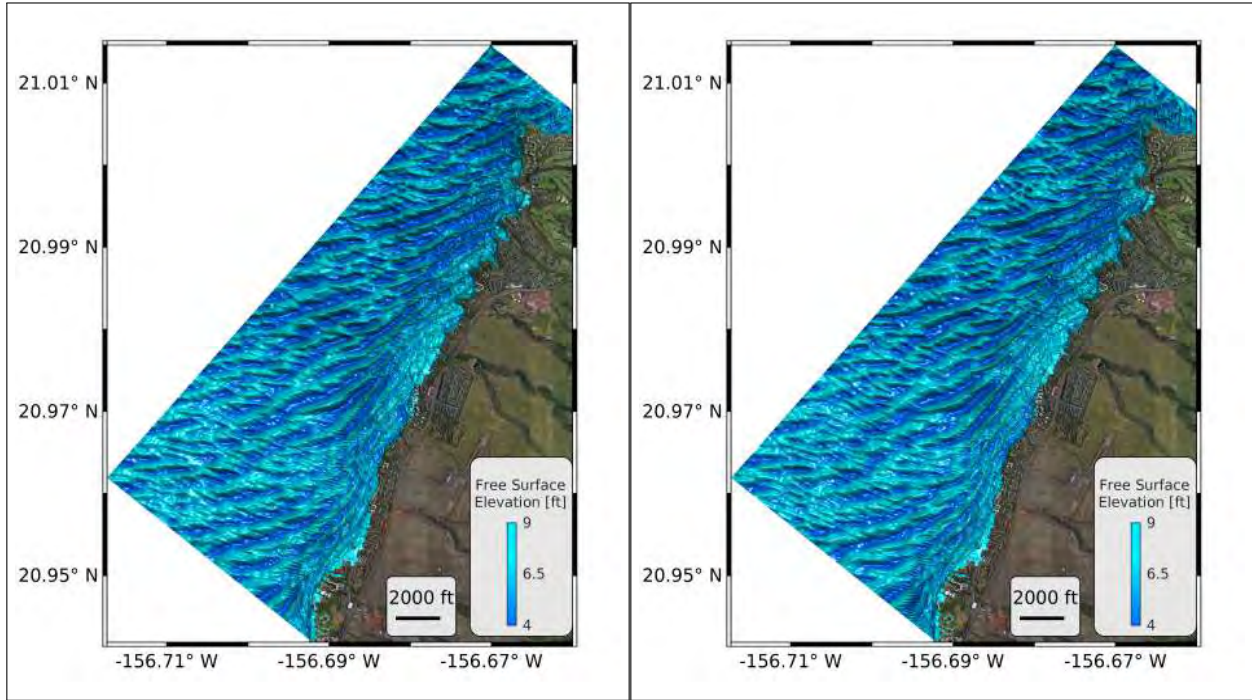 21.01° N
20.99° N
20.97° N
20.95° N
-156.71° W
-156.69° W
-156.67° W
2000 ft
Free Surface
Elevation [ft]
9
6.5
4
21.01° N
20.99° N
20.97° N
20.95° N
-156.71° W
-156.69° W
-156.67° W
2000 ft
Free Surface
Elevation [ft]
9
6.5
4